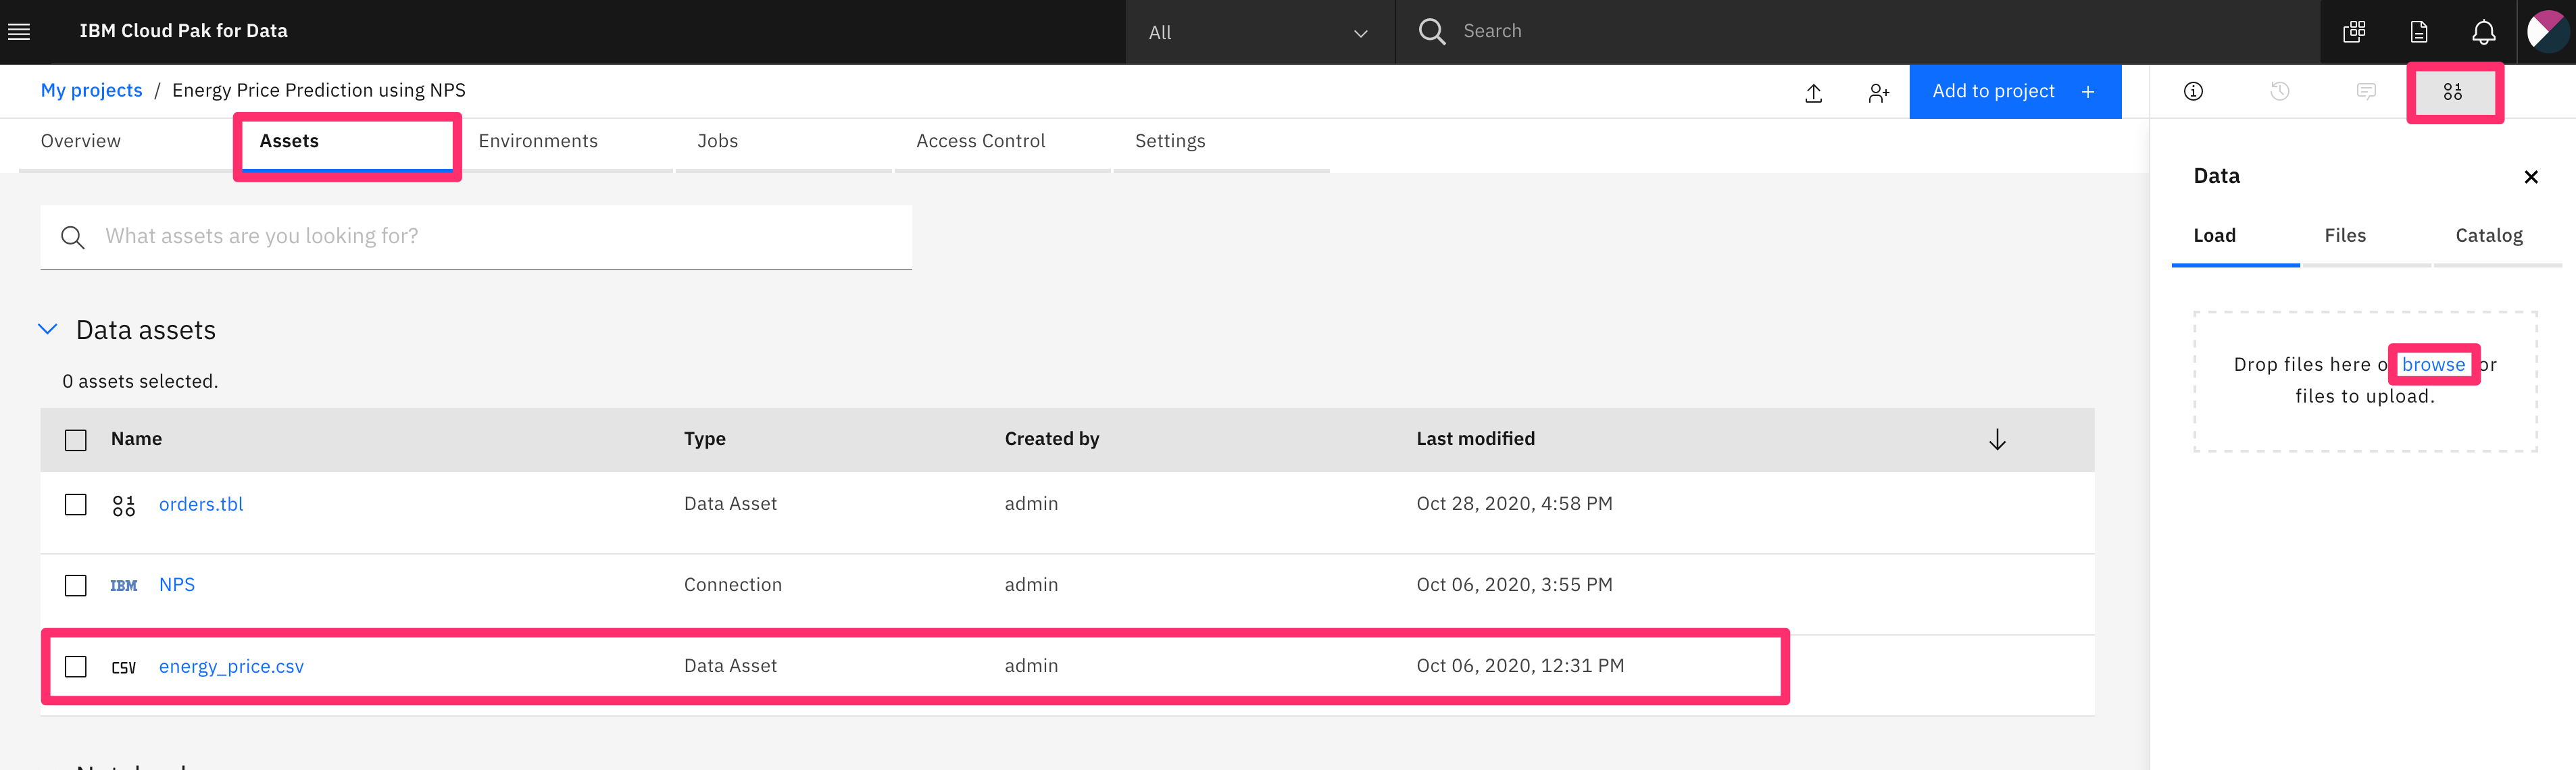 IBM Cloud Pak for Data
All
Search
My projects / Energy Price Prediction using NPS
Add to project +
Overview
Assets
Environments
Jobs
Access Control
Settings
Data
Load
Files
Catalog
What assets are you looking for?
Drop files here browse or
files to upload.
Data assets
0 assets selected.
Name Type Created by Last modified
orders.tbl Data Asset admin Oct 28, 2020, 4:58 PM
IBM NPS Connection admin Oct 06, 2020, 3:55 PM
CSV energy_price.csv Data Asset admin Oct 06, 2020, 12:31 PM